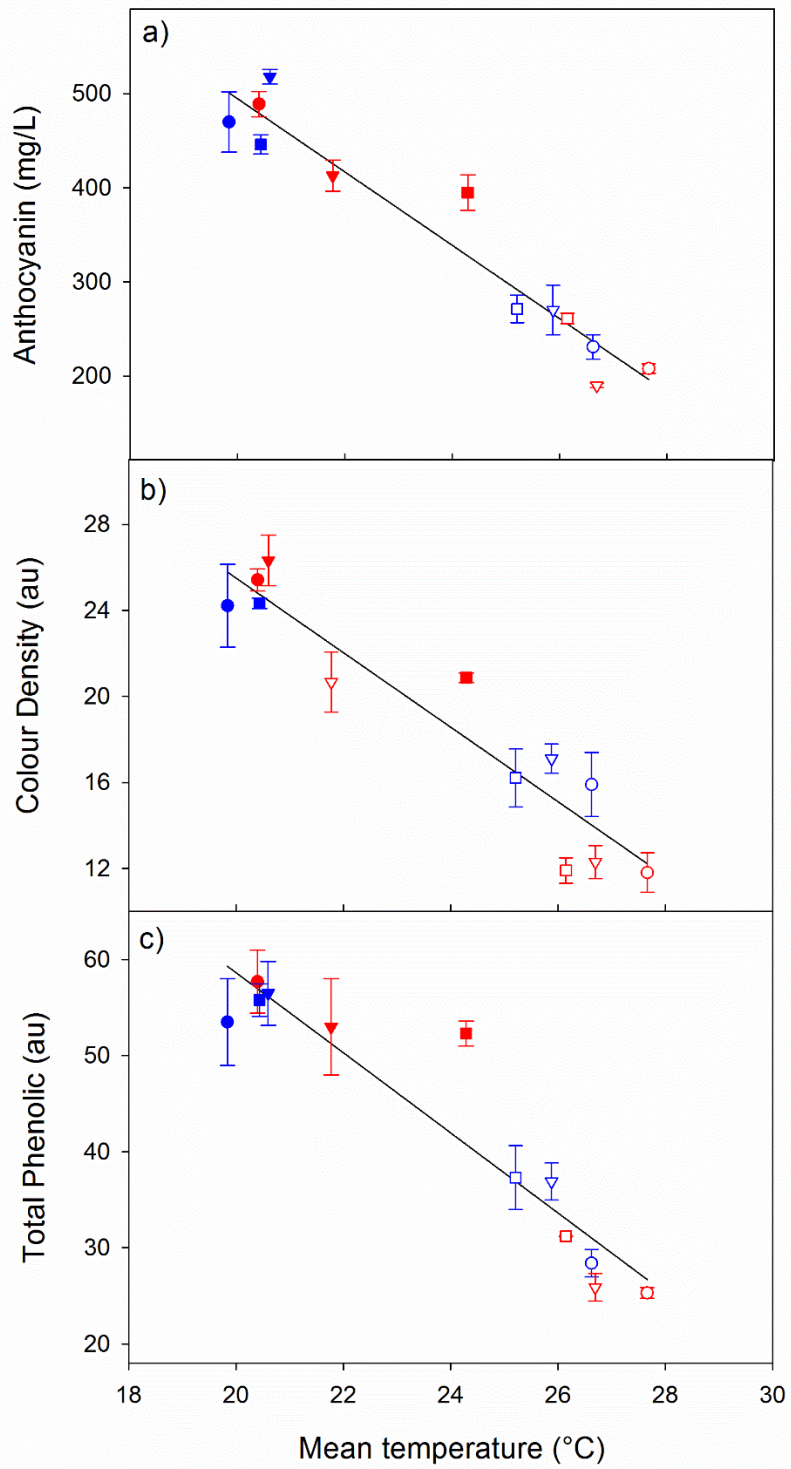 a)
Anthocyanin (mg/L)
500
400
300
200
b)
Colour Density (au)
28
24
20
16
12
c)
Total Phenolic (au)
60
50
40
30
20
18 20 22 24 26 28 30
Mean temperature (°C)